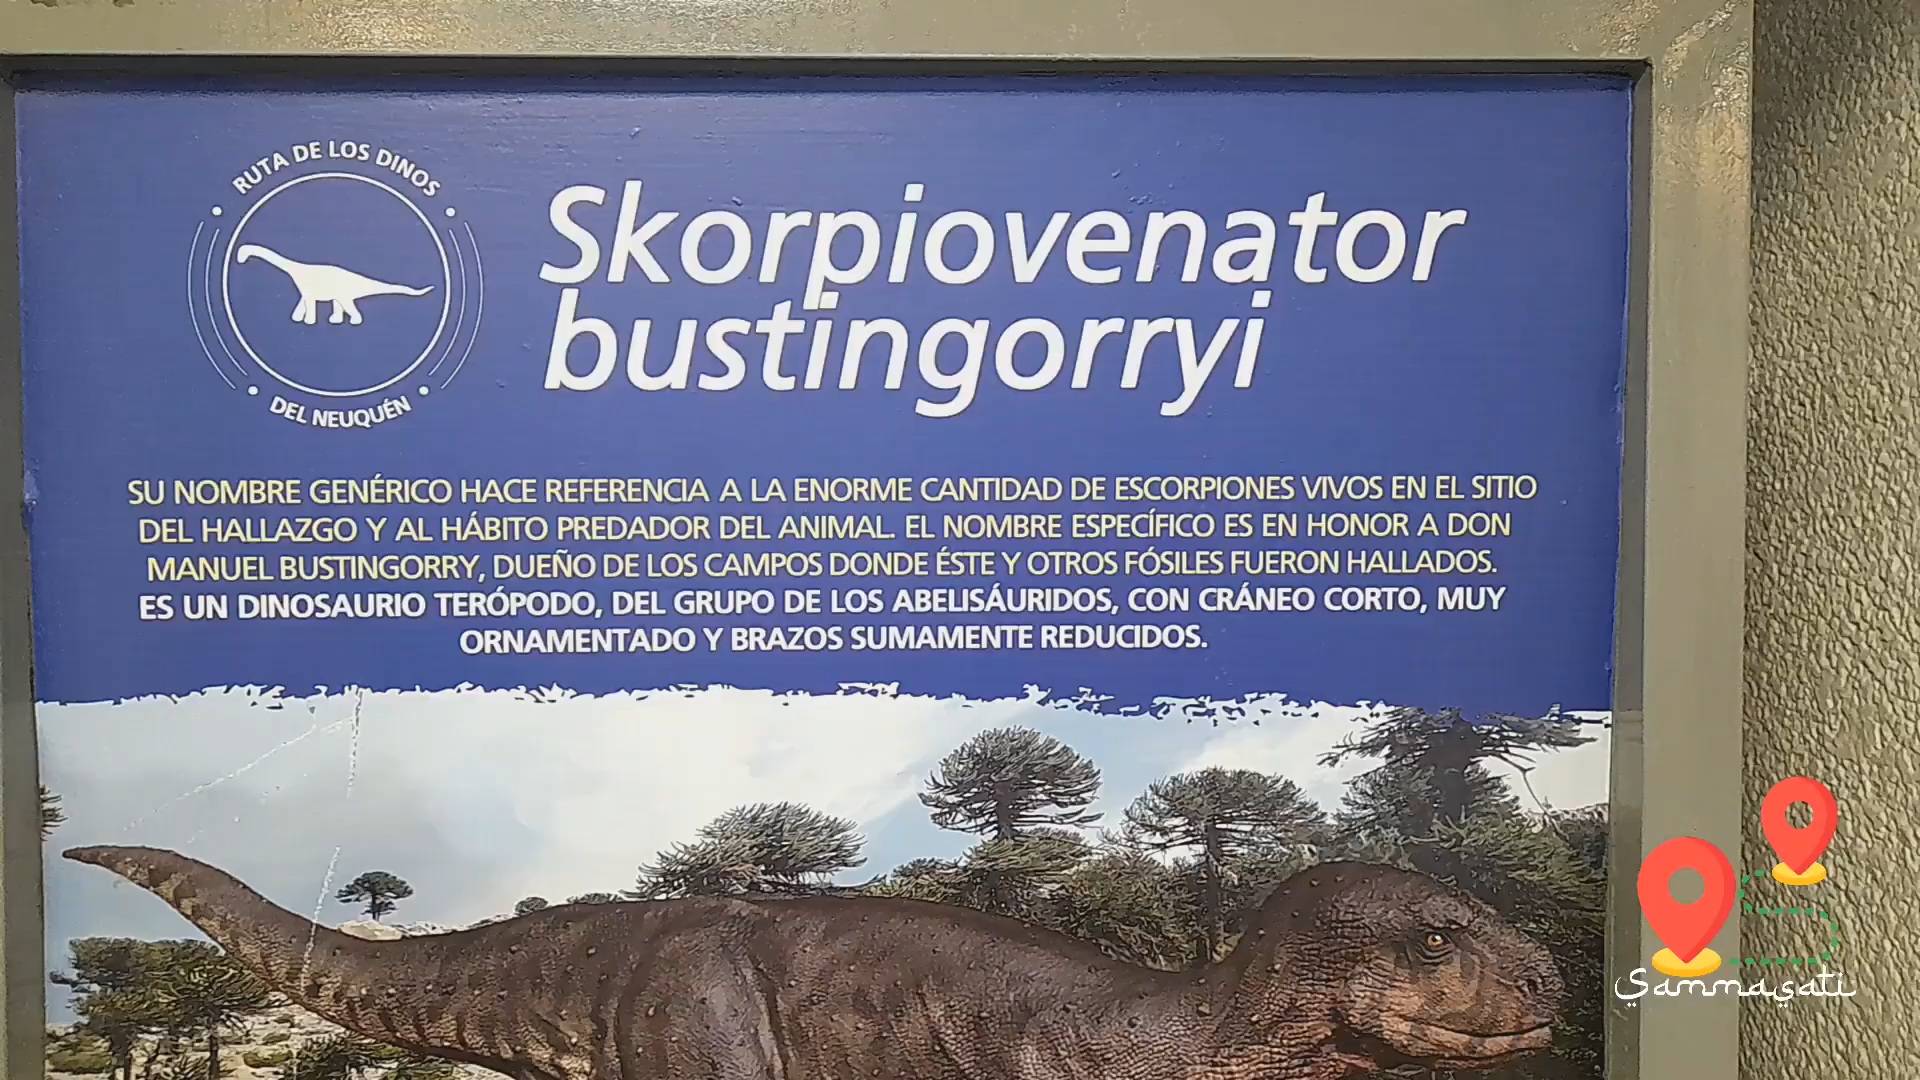 RUTA DE LOS DINOS
DEL NEUQUÉN
Skorpiovenator
bustingorryi
SU NOMBRE GENÉRICO HACE REFERENCIA A LA ENORME CANTIDAD DE ESCORPIONES VIVOS EN EL SITIO
DEL HALLAZGO Y AL HÁBITO PREDADOR DEL ANIMAL. EL NOMBRE ESPECÍFICO ES EN HONOR A DON
MANUEL BUSTINGORRY, DUEÑO DE LOS CAMPOS DONDE ÉSTE Y OTROS FÓSILES FUERON HALLADOS.
ES UN DINOSAURIO TERÓPODO, DEL GRUPO DE LOS ABELISÁURIDOS, CON CRÁNEO CORTO, MUY
ORNAMENTADO Y BRAZOS SUMAMENTE REDUCIDOS.
Sammasati